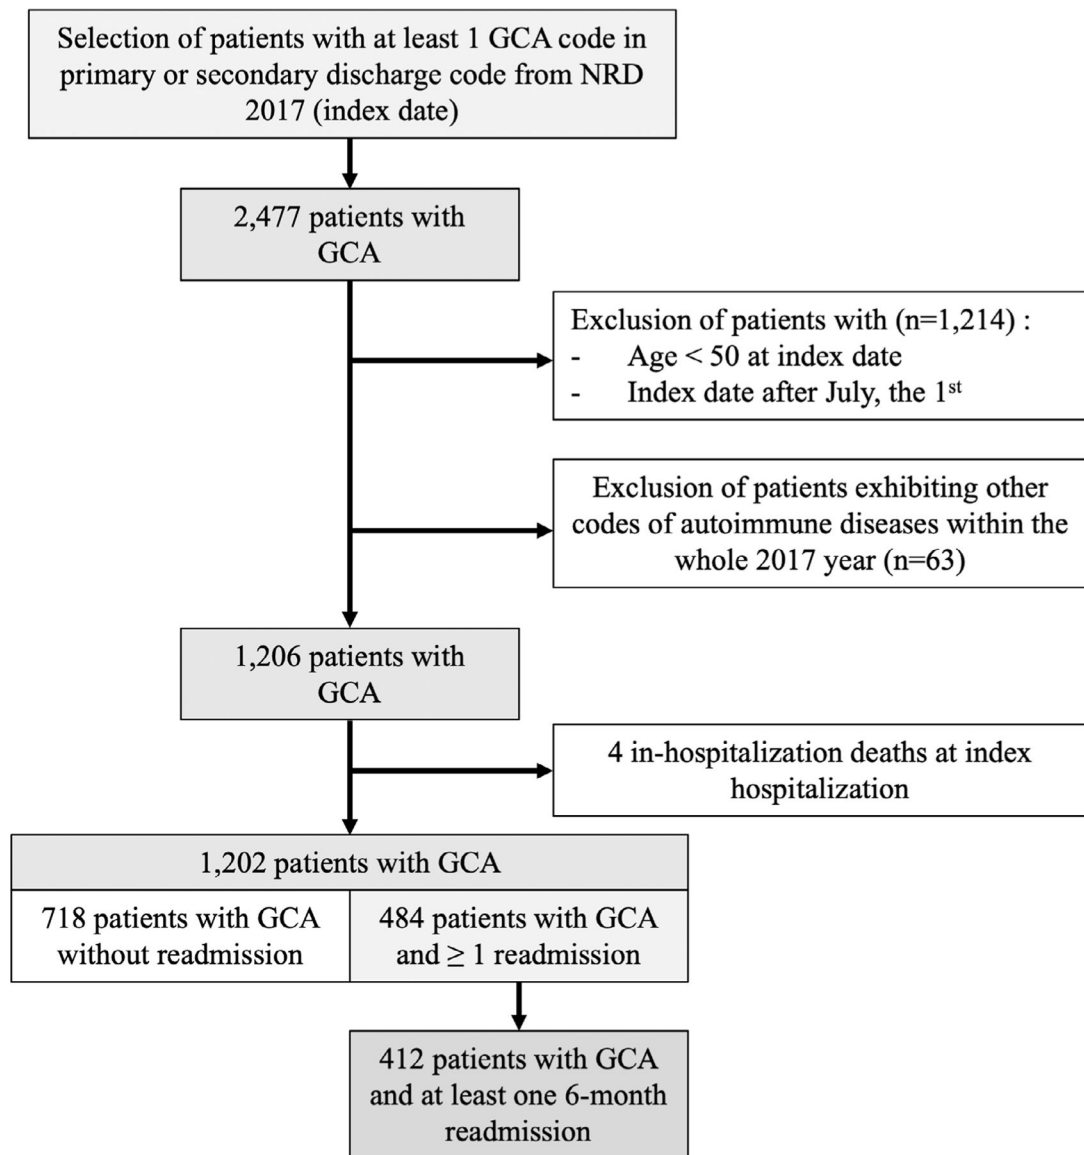 Selection of patients with at least 1 GCA code in
primary or secondary discharge code from NRD
2017 (index date)
2,477 patients with
GCA
Exclusion of patients with (n=1,214) :
- Age < 50 at index date
- Index date after July, the 1st
Exclusion of patients exhibiting other
codes of autoimmune diseases within the
whole 2017 year (n=63)
1,206 patients with
GCA
4 in-hospitalization deaths at index
hospitalization
1,202 patients with GCA
718 patients with GCA
without readmission
484 patients with GCA
and ≥ 1 readmission
412 patients with GCA
and at least one 6-month
readmission